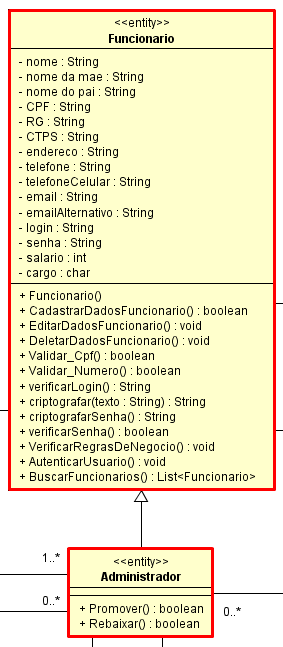 <<entity>>
Funcionario
- nome : String
- nome da mae : String
- nome do pai : String
- CPF : String
- RG : String
- CTPS : String
- endereco : String
- telefone : String
- telefoneCelular : String
- email : String
- emailAlternativo : String
- login : String
- senha : String
- salario : int
- cargo : char
+ Funcionario()
+ CadastrarDadosFuncionario() : boolean
+ EditarDadosFuncionario() : void
+ DeletarDadosFuncionario() : void
+ Validar_Cpf() : boolean
+ Validar_Numero() : boolean
+ verificarLogin() : String
+ criptografar(texto : String) : String
+ criptografarSenha() : String
+ verificarSenha() : boolean
+ VerificarRegrasDeNegocio() : void
+ AutenticarUsuario() : void
+ BuscarFuncionarios() : List<Funcionario>
1..*
<<entity>>
Administrador
0..*
+ Promover() : boolean
+ Rebaixar() : boolean
0..*